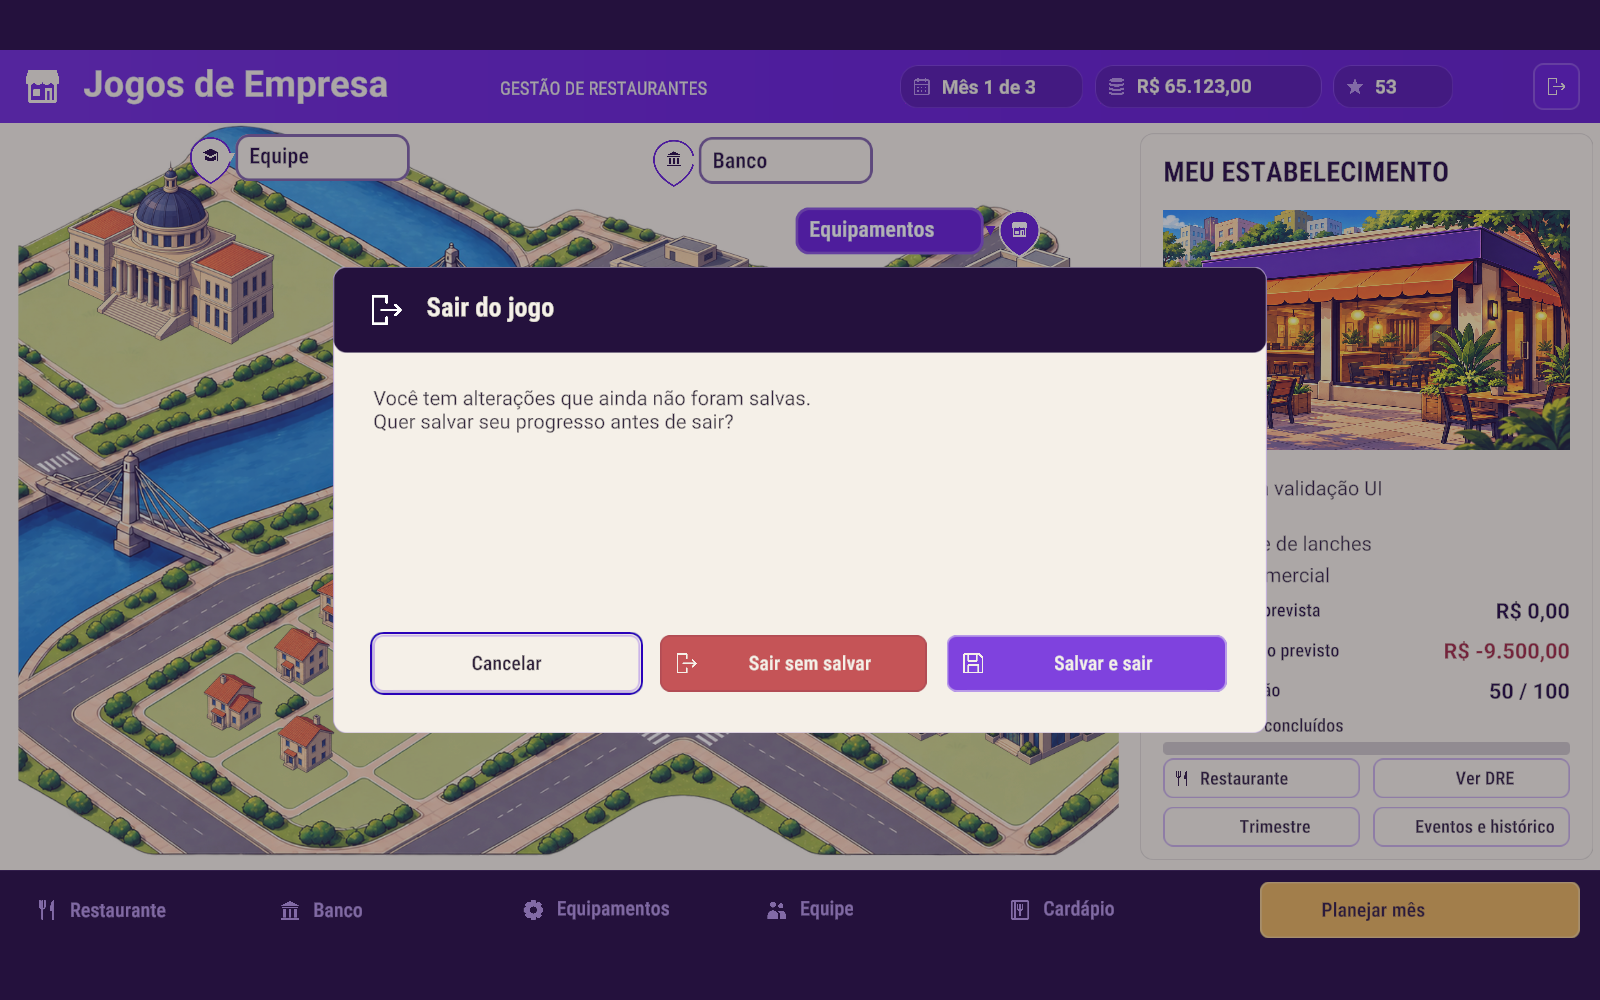 Jogos de Empresa
GESTÃO DE RESTAURANTES
Mês 1 de 3
R$ 65.123,00
53
Equipe
Banco
Equipamentos
MEU ESTABELECIMENTO
Sair do jogo
Você tem alterações que ainda não foram salvas.
Quer salvar seu progresso antes de sair?
Cancelar
Sair sem salvar
Salvar e sair
validação UI
de lanches
R$ 0,00
o previsto
R$ -9.500,00
50 / 100
concluídos
Restaurante
Ver DRE
Trimestre
Eventos e histórico
Restaurante
Banco
Equipamentos
Equipe
Cardápio
Planejar mês